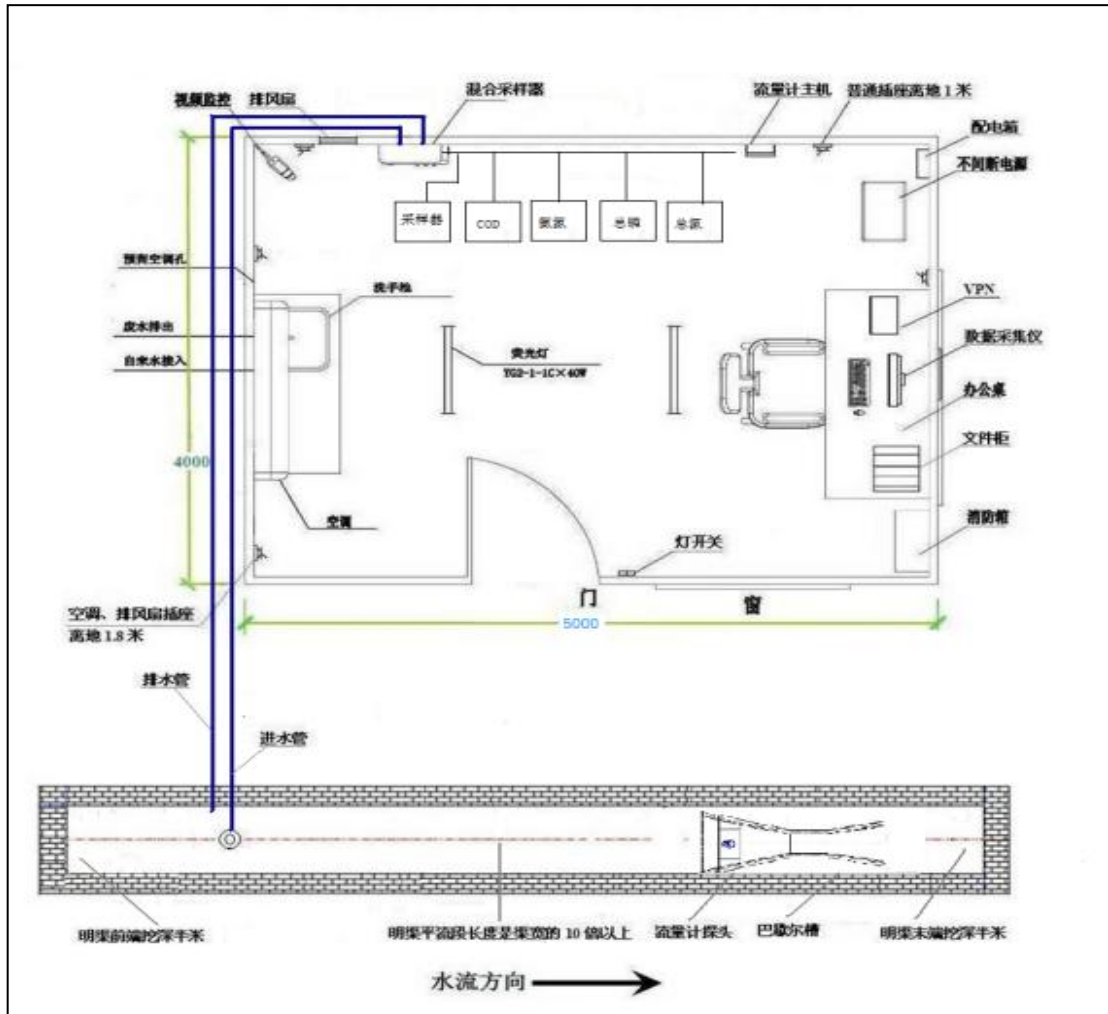 混合采样器
流量计主机
普通插座离地1米
视频监控
排风扇
配电箱
不间断电源
采样器
COD
氨氮
总磷
总氮
预留空调孔
洗手池
VPN
废水排出
数据采集仪
自来水接入
荧光灯
YG2-1-1C×40W
办公桌
文件柜
4000
空调
消防箱
灯开关
门
窗
空调、排风扇插座
离地1.8米
5000
排水管
进水管
明渠前端挖深半米
明渠平流段长度是渠宽的10倍以上
流量计探头
巴歇尔槽
明渠末端挖深半米
水流方向